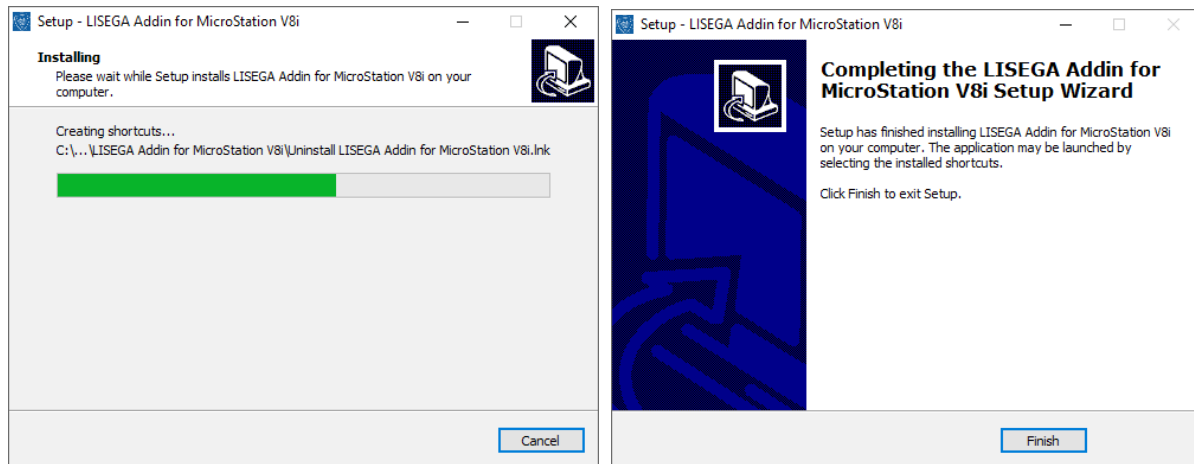 Setup - LISEGA Addin for MicroStation V8i
Installing
Please wait while Setup installs LISEGA Addin for MicroStation V8i on your
computer.
Creating shortcuts...
C:\...\LISEGA Addin for MicroStation V8i\Uninstall LISEGA Addin for MicroStation V8i.lnk
Cancel
Setup - LISEGA Addin for MicroStation V8i
Completing the LISEGA Addin for
MicroStation V8i Setup Wizard
Setup has finished installing LISEGA Addin for MicroStation V8i
on your computer. The application may be launched by
selecting the installed shortcuts.
Click Finish to exit Setup.
Finish